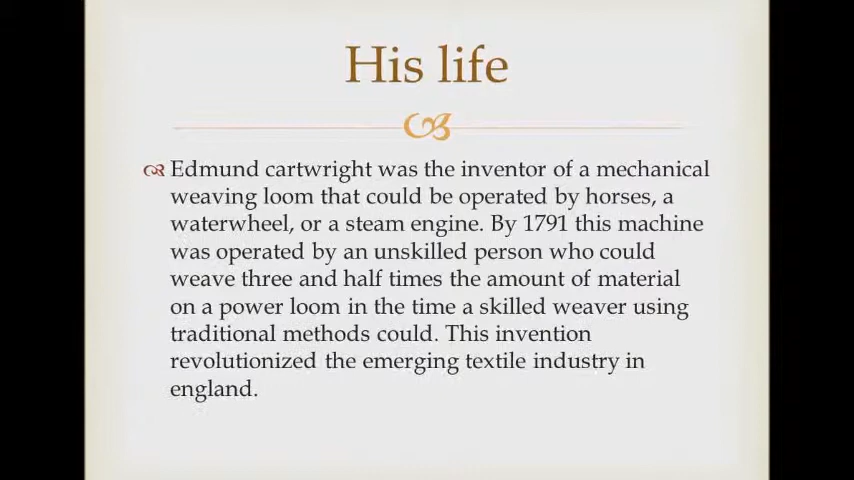 His life
Edmund cartwright was the inventor of a mechanical
weaving loom that could be operated by horses, a
waterwheel, or a steam engine. By 1791 this machine
was operated by an unskilled person who could
weave three and half times the amount of material
on a power loom in the time a skilled weaver using
traditional methods could. This invention
revolutionized the emerging textile industry in
england.